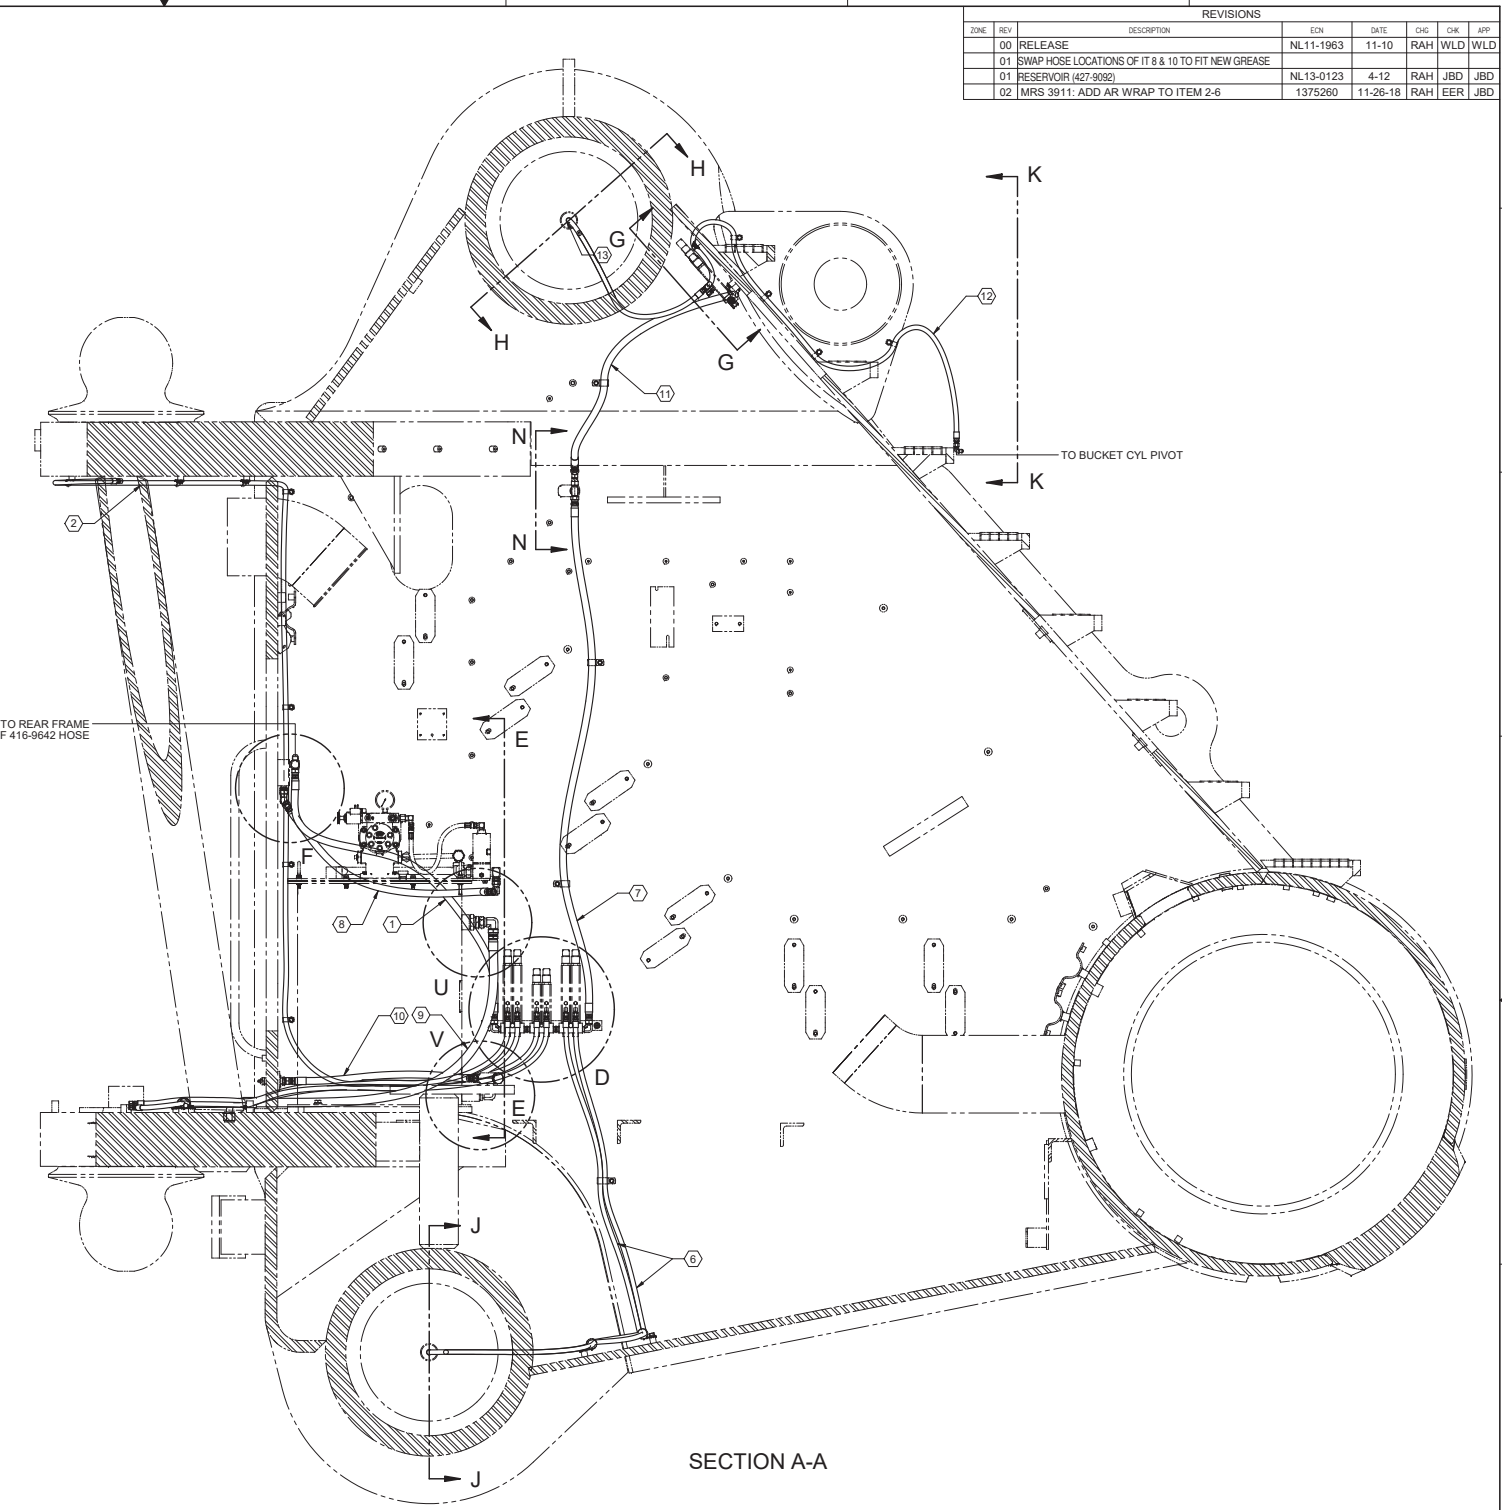 REVISIONS
ZONE REV DESCRIPTION ECN DATE CHG CHK APP
00 RELEASE NL11-1963 11-10 RAH WLD WLD
01 SWAP HOSE LOCATIONS OF IT 8 & 10 TO FIT NEW GREASE
01 RESERVOIR (427-9092) NL13-0123 4-12 RAH JBD JBD
02 MRS 3911: ADD AR WRAP TO ITEM 2-6 1375260 11-26-18 RAH EER JBD
H
K
G
13
12
H
G
11
N
TO BUCKET CYL PIVOT
K
2
N
TO REAR FRAME
F 416-9642 HOSE
E
F
8
1
7
U
10
9
V
D
E
J
6
J
SECTION A-A